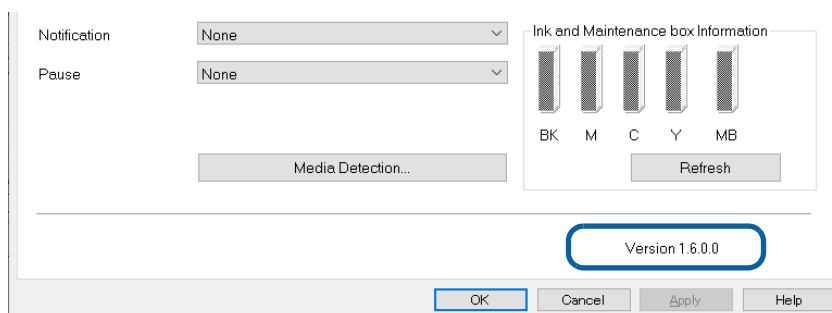 Notification None
Ink and Maintenance box Information
Pause None
BK M C Y MB
Media Detection... Refresh
Version 1.6.0.0
OK Cancel Apply Help